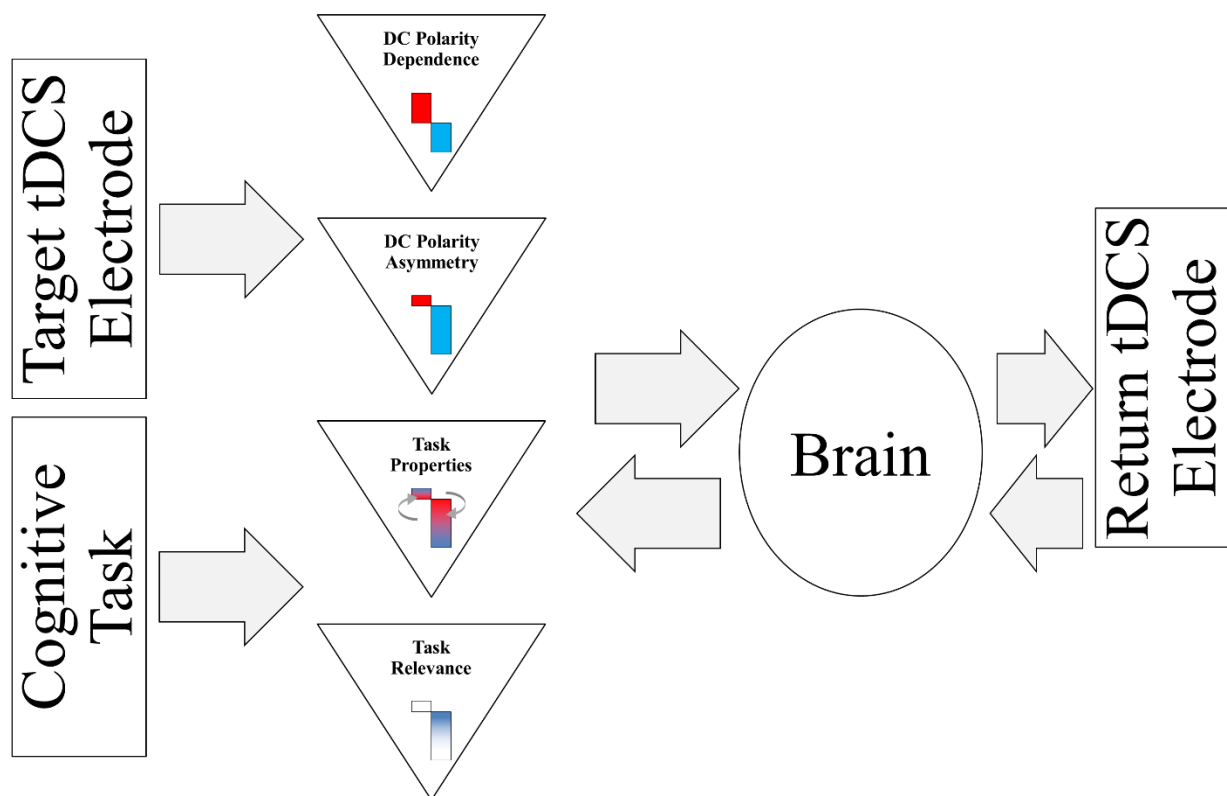 Target tDCS
Electrode
Cognitive
Task
DC Polarity
Dependence
DC Polarity
Asymmetry
Task
Properties
Task
Relevance
Brain
Return tDCS
Electrode